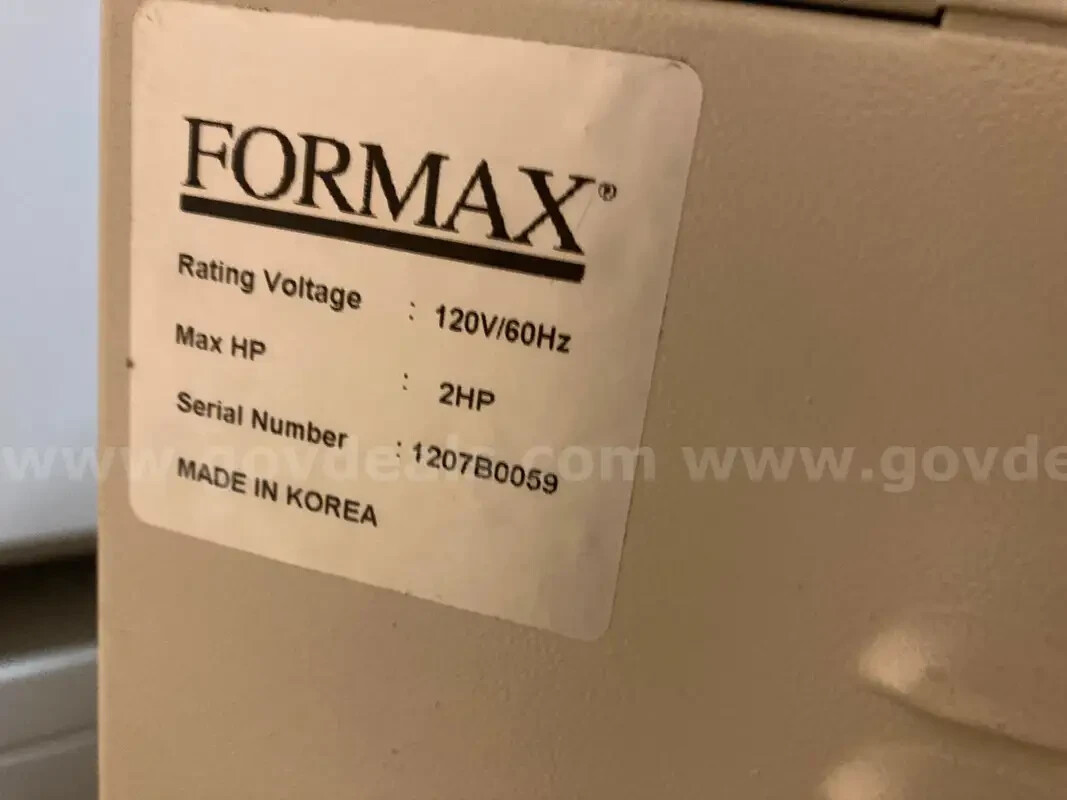 FORMAX®
Rating Voltage : 120V/60Hz
Max HP : 2HP
Serial Number : 1207B0059
MADE IN KOREA
www.govdeals.com www.govde